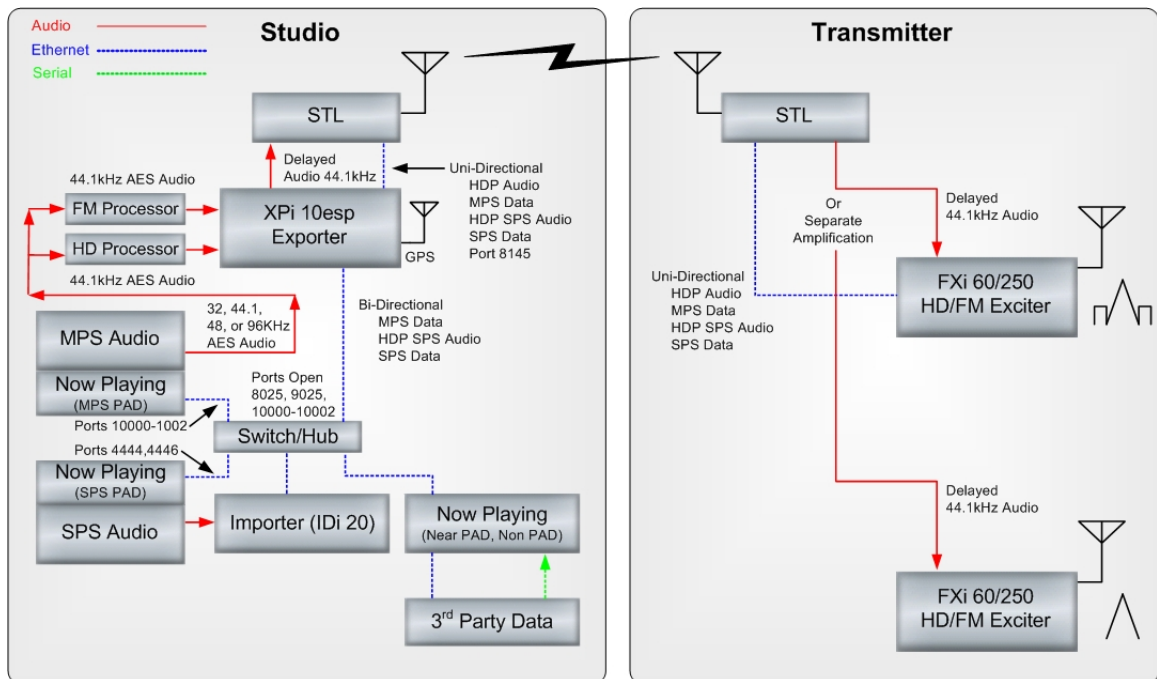 Audio
Ethernet
Serial
Studio
STL
Delayed
Audio 44.1kHz
Uni-Directional
HDP Audio
MPS Data
HDP SPS Audio
SPS Data
Port 8145
44.1kHz AES Audio
FM Processor
HD Processor
44.1kHz AES Audio
XPi 10esp
Exporter
GPS
32, 44.1,
48, or 96KHz
AES Audio
Bi-Directional
MPS Data
HDP SPS Audio
SPS Data
MPS Audio
Now Playing
(MPS PAD)
Ports 10000-1002
Ports Open
8025, 9025,
10000-10002
Switch/Hub
Ports 4444,4446
Now Playing
(SPS PAD)
SPS Audio
Importer (IDi 20)
Now Playing
(Near PAD, Non PAD)
3rd Party Data
Transmitter
STL
Or
Separate
Amplification
Delayed
44.1kHz Audio
Uni-Directional
HDP Audio
MPS Data
HDP SPS Audio
SPS Data
FXi 60/250
HD/FM Exciter
Delayed
44.1kHz Audio
FXi 60/250
HD/FM Exciter